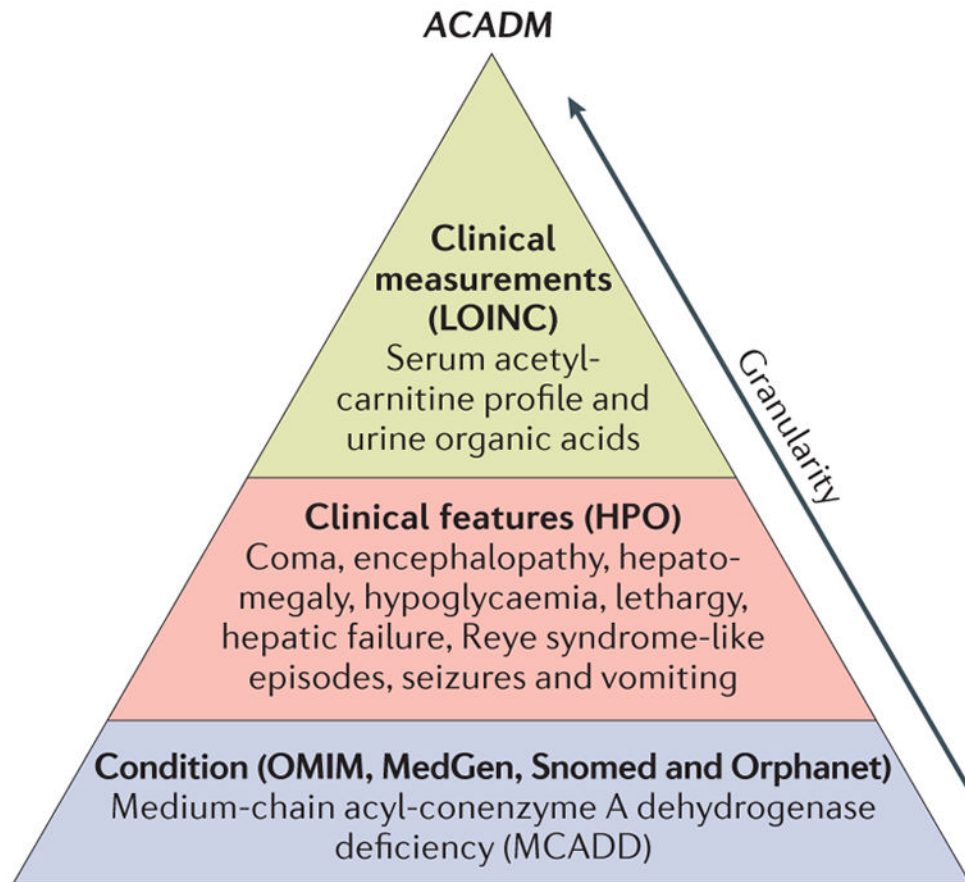 ACADM
Clinical
measurements
(LOINC)
Serum acetyl-
carnitine profile and
urine organic acids
Granularity
Clinical features (HPO)
Coma, encephalopathy, hepato-
megaly, hypoglycaemia, lethargy,
hepatic failure, Reye syndrome-like
episodes, seizures and vomiting
Condition (OMIM, MedGen, Snomed and Orphanet)
Medium-chain acyl-conenzyme A dehydrogenase
deficiency (MCADD)